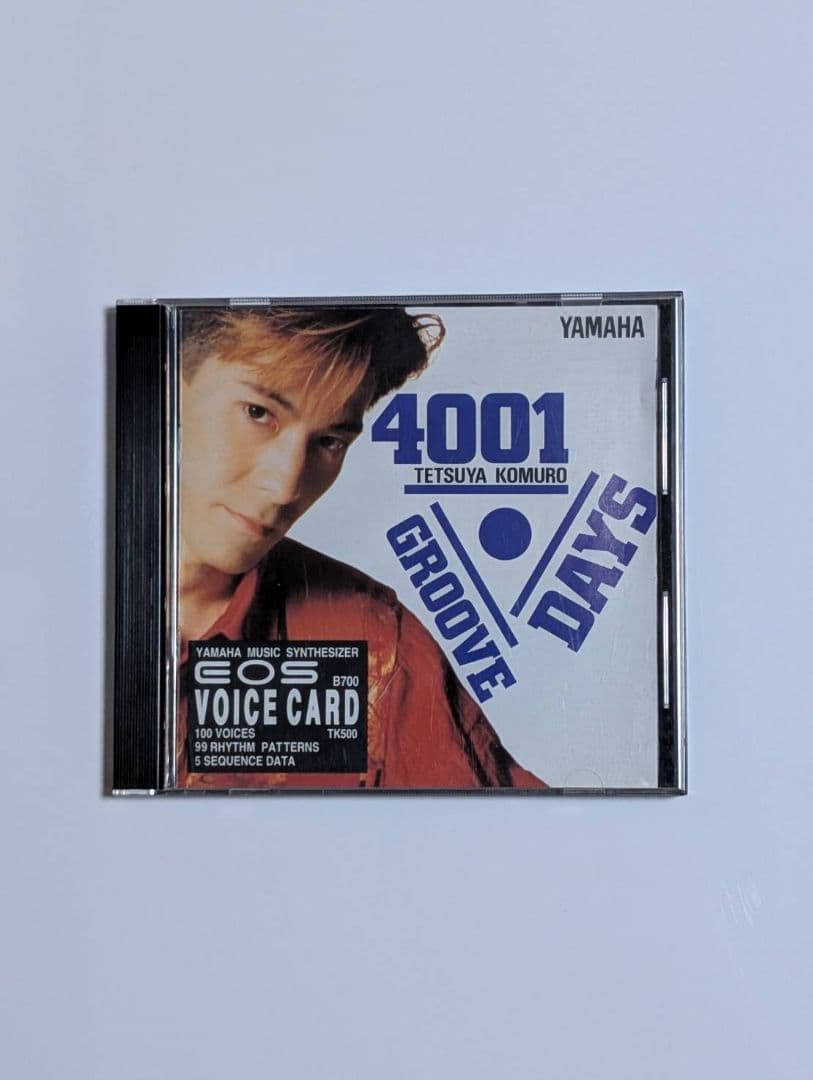 YAMAHA
4001
TETSUYA KOMURO
GROOVE
DAYS
YAMAHA MUSIC SYNTHESIZER
EOS B700
VOICE CARD
100 VOICES TK500
99 RHYTHM PATTERNS
5 SEQUENCE DATA